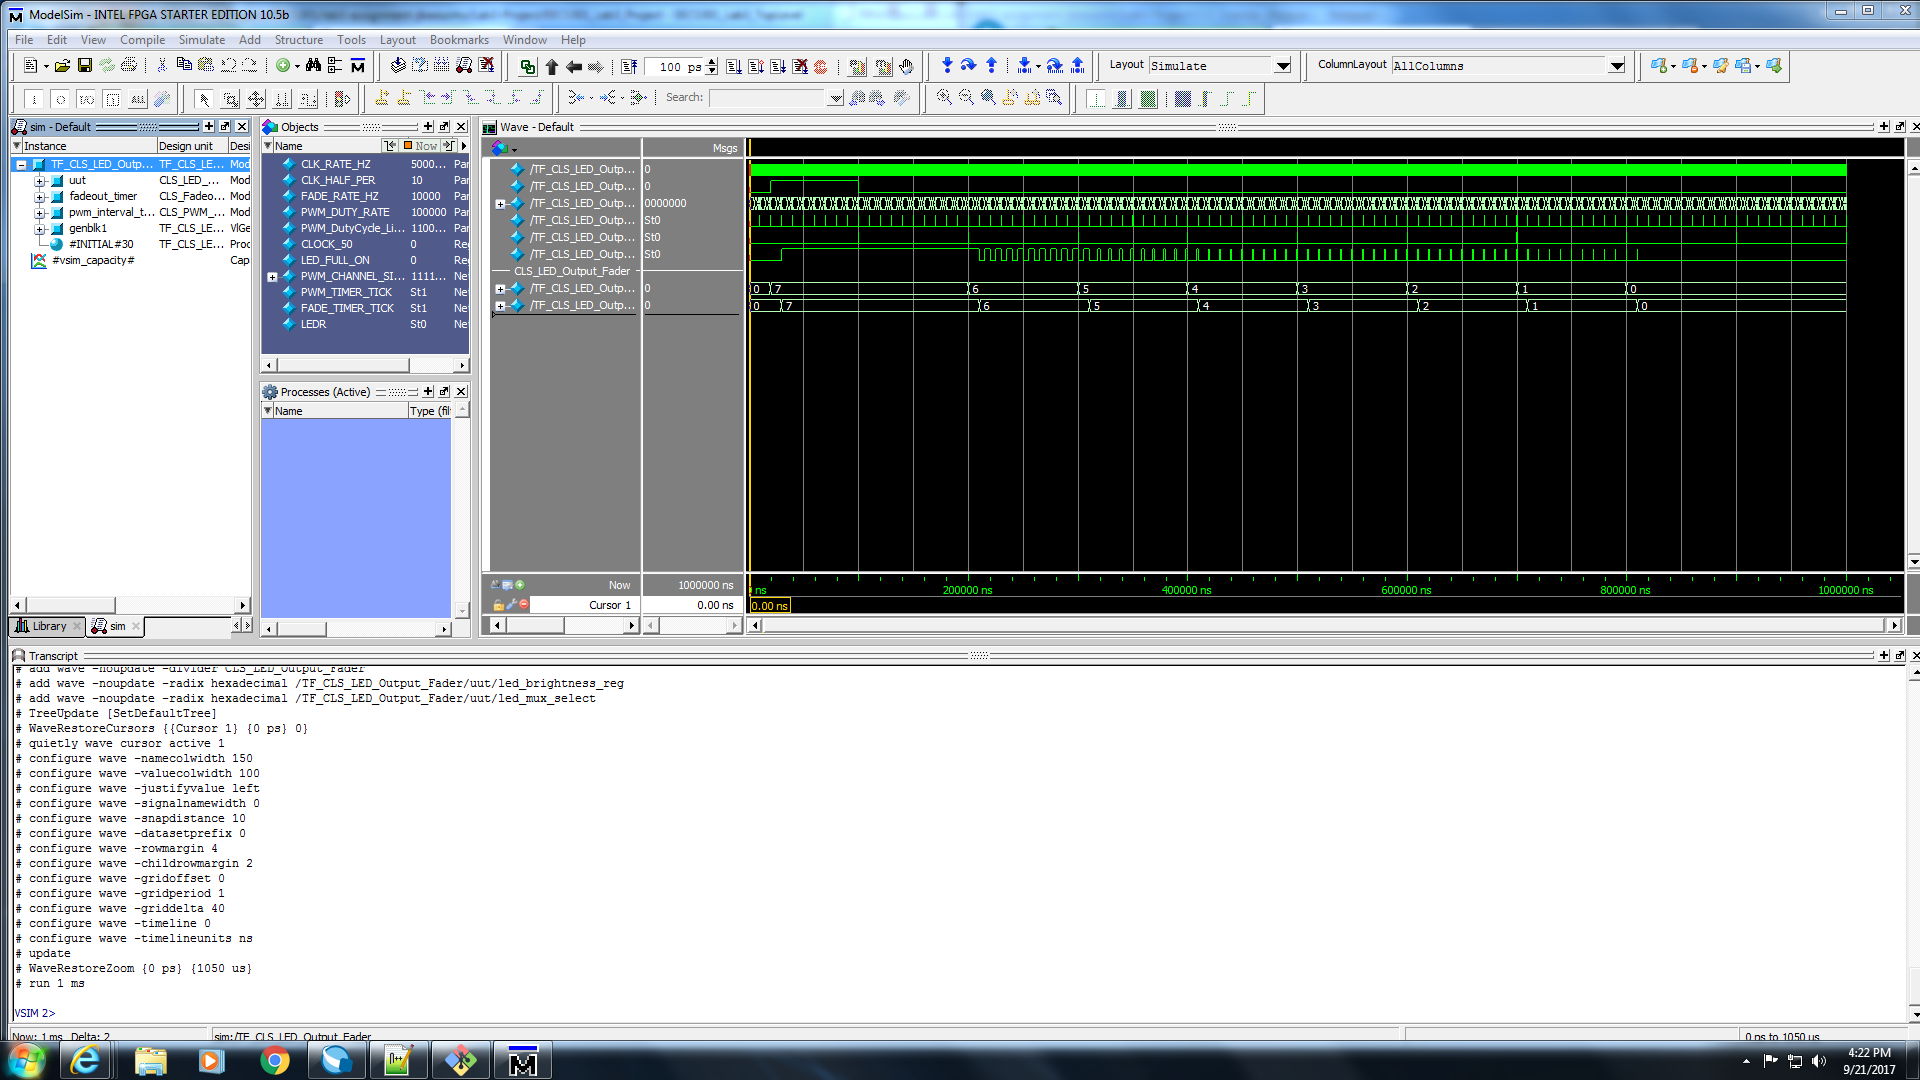 ModelSim - INTEL FPGA STARTER EDITION 10.5b
File Edit View Compile Simulate Add Structure Tools Layout Bookmarks Window Help
100 ps
Layout Simulate
ColumnLayout AllColumns
Search:
sim - Default
Instance Design unit Desi
TF_CLS_LED_Outp... TF_CLS_LE... Mod
uut CLS_LED_... Mod
fadeout_timer CLS_Fadeo... Mod
pwm_interval_t... CLS_PWM_... Mod
genblk1 TF_CLS_LE... VlGe
#INITIAL#30 TF_CLS_LE... Proc
#vsim_capacity# Cap
Library sim
Objects
Name Now
CLK_RATE_HZ 5000... Par
CLK_HALF_PER 10 Par
FADE_RATE_HZ 10000 Par
PWM_DUTY_RATE 100000 Par
PWM_DutyCycle_Li... 1100... Par
CLOCK_50 0 Reg
LED_FULL_ON 0 Reg
PWM_CHANNEL_SI... 1111... Net
PWM_TIMER_TICK St1 Net
FADE_TIMER_TICK St1 Net
LEDR St0 Net
Processes (Active)
Name Type (filt
Wave - Default
Msgs
/TF_CLS_LED_Outp... 0
/TF_CLS_LED_Outp... 0
/TF_CLS_LED_Outp... 0000000
/TF_CLS_LED_Outp... St0
/TF_CLS_LED_Outp... St0
/TF_CLS_LED_Outp... St0
CLS_LED_Output_Fader
/TF_CLS_LED_Outp... 0 0 7 6 5 4 3 2 1 0
/TF_CLS_LED_Outp... 0 0 7 6 5 4 3 2 1 0
Now 1000000 ns ns 200000 ns 400000 ns 600000 ns 800000 ns 1000000 ns
Cursor 1 0.00 ns 0.00 ns
Transcript
# add wave -noupdate -divider CLS_LED_Output_Fader
# add wave -noupdate -radix hexadecimal /TF_CLS_LED_Output_Fader/uut/led_brightness_reg
# add wave -noupdate -radix hexadecimal /TF_CLS_LED_Output_Fader/uut/led_mux_select
# TreeUpdate [SetDefaultTree]
# WaveRestoreCursors {{Cursor 1} {0 ps} 0}
# quietly wave cursor active 1
# configure wave -namecolwidth 150
# configure wave -valuecolwidth 100
# configure wave -justifyvalue left
# configure wave -signalnamewidth 0
# configure wave -snapdistance 10
# configure wave -datasetprefix 0
# configure wave -rowmargin 4
# configure wave -childrowmargin 2
# configure wave -gridoffset 0
# configure wave -gridperiod 1
# configure wave -griddelta 40
# configure wave -timeline 0
# configure wave -timelineunits ns
# update
# WaveRestoreZoom {0 ps} {1050 us}
# run 1 ms
VSIM 2>
Now: 1 ms Delta: 2 sim:/TF_CLS_LED_Output_Fader 0 ns to 1050 us
4:22 PM
9/21/2017